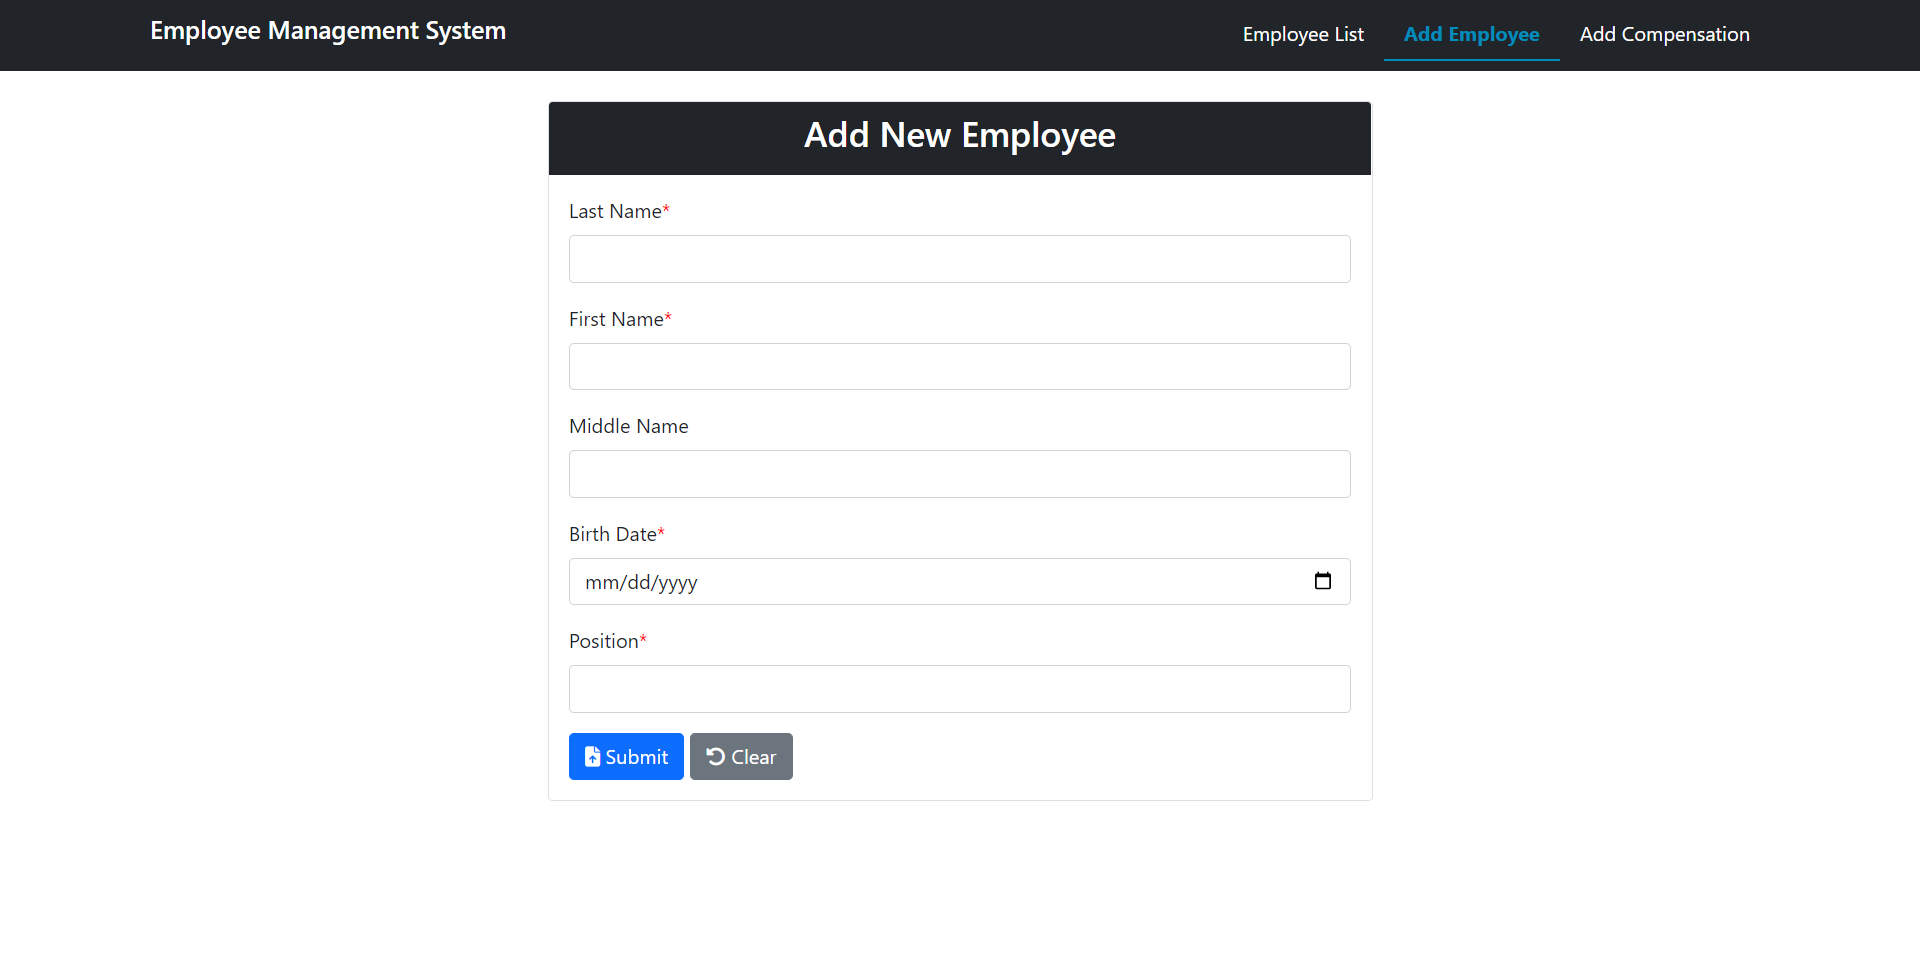 Employee Management System
Employee List
Add Employee
Add Compensation
Add New Employee
Last Name*
First Name*
Middle Name
Birth Date*
mm/dd/yyyy
Position*
Submit
Clear